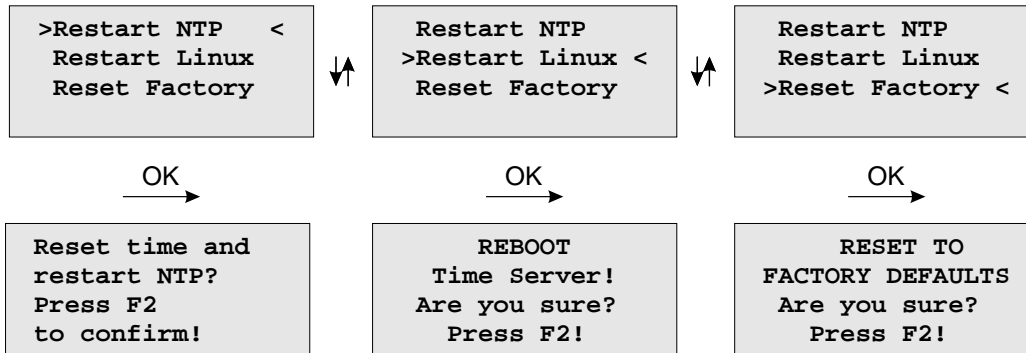 >Restart NTP <
Restart Linux
Reset Factory
Restart NTP
>Restart Linux <
Reset Factory
Restart NTP
Restart Linux
>Reset Factory <
OK
OK
OK
Reset time and
restart NTP?
Press F2
to confirm!
REBOOT
Time Server!
Are you sure?
Press F2!
RESET TO
FACTORY DEFAULTS
Are you sure?
Press F2!